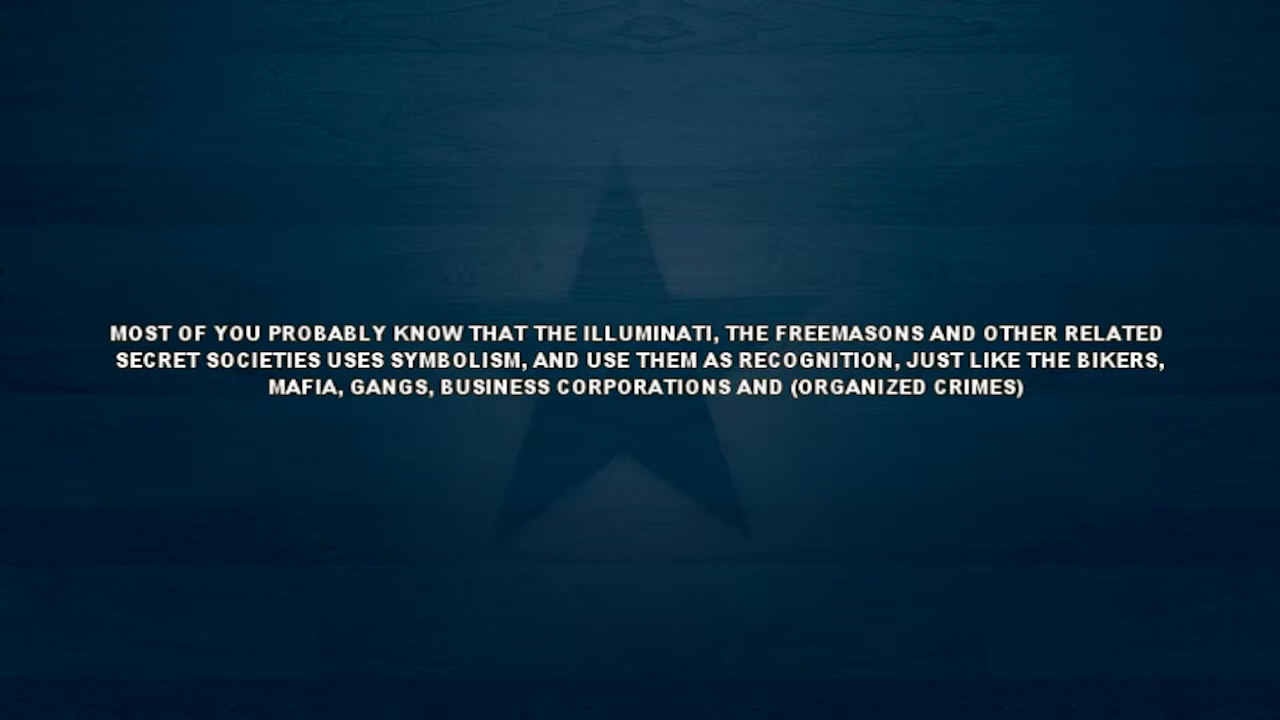 MOST OF YOU PROBABLY KNOW THAT THE ILLUMINATI, THE FREEMASONS AND OTHER RELATED
SECRET SOCIETIES USES SYMBOLISM, AND USE THEM AS RECOGNITION, JUST LIKE THE BIKERS,
MAFIA, GANGS, BUSINESS CORPORATIONS AND (ORGANIZED CRIMES)